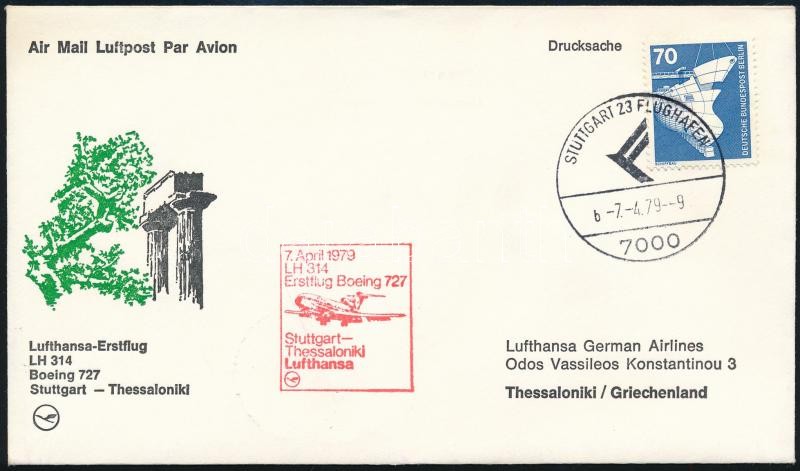 Air Mail Luftpost Par Avion
Drucksache
70
DEUTSCHE BUNDESPOST BERLIN
STUTTGART 23 FLUGHAFEN
b -7.-4.79--9
7000
7. April 1979
LH 314
Erstflug Boeing 727
Stuttgart—
Thessaloniki
Lufthansa
Lufthansa-Erstflug
LH 314
Boeing 727
Stuttgart — Thessaloniki
Lufthansa German Airlines
Odos Vassileos Konstantinou 3
Thessaloniki / Griechenland